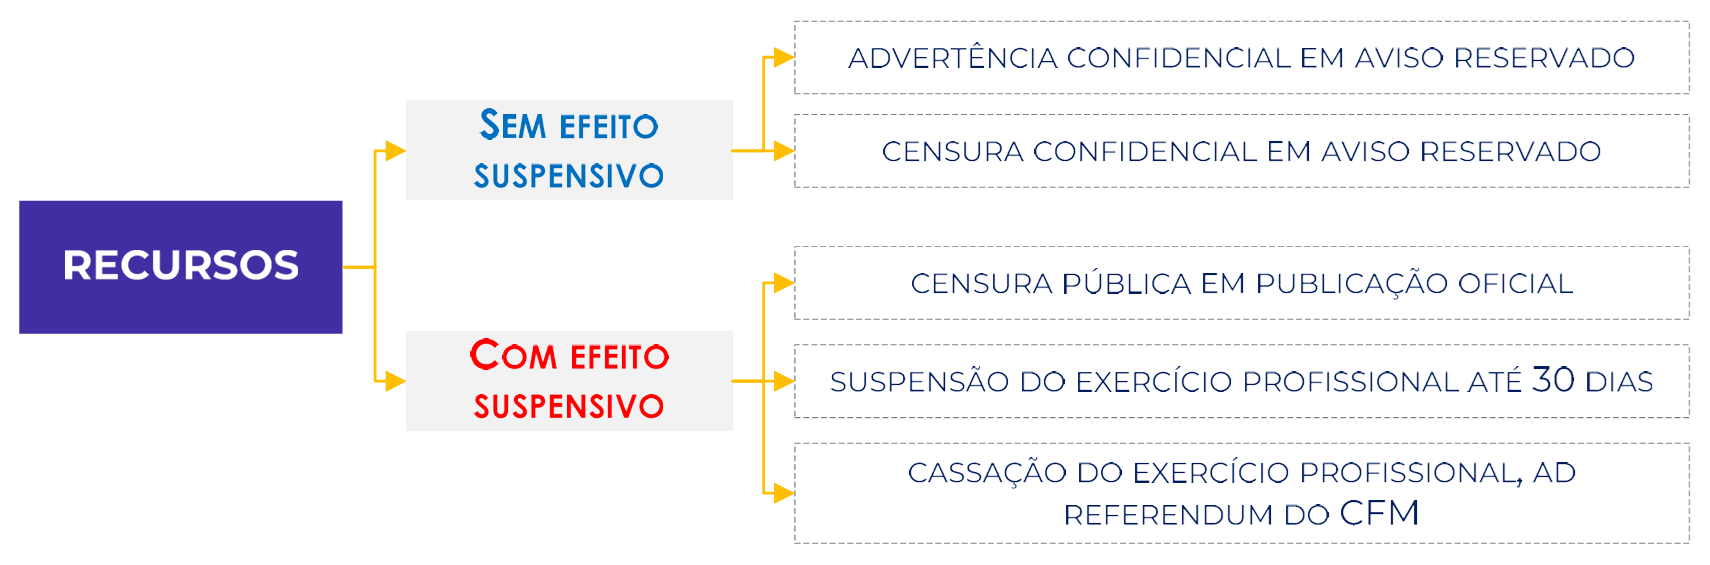 RECURSOS
SEM EFEITO
SUSPENSIVO
ADVERTÊNCIA CONFIDENCIAL EM AVISO RESERVADO
CENSURA CONFIDENCIAL EM AVISO RESERVADO
COM EFEITO
SUSPENSIVO
CENSURA PÚBLICA EM PUBLICAÇÃO OFICIAL
SUSPENSÃO DO EXERCÍCIO PROFISSIONAL ATÉ 30 DIAS
CASSAÇÃO DO EXERCÍCIO PROFISSIONAL, AD
REFERENDUM DO CFM